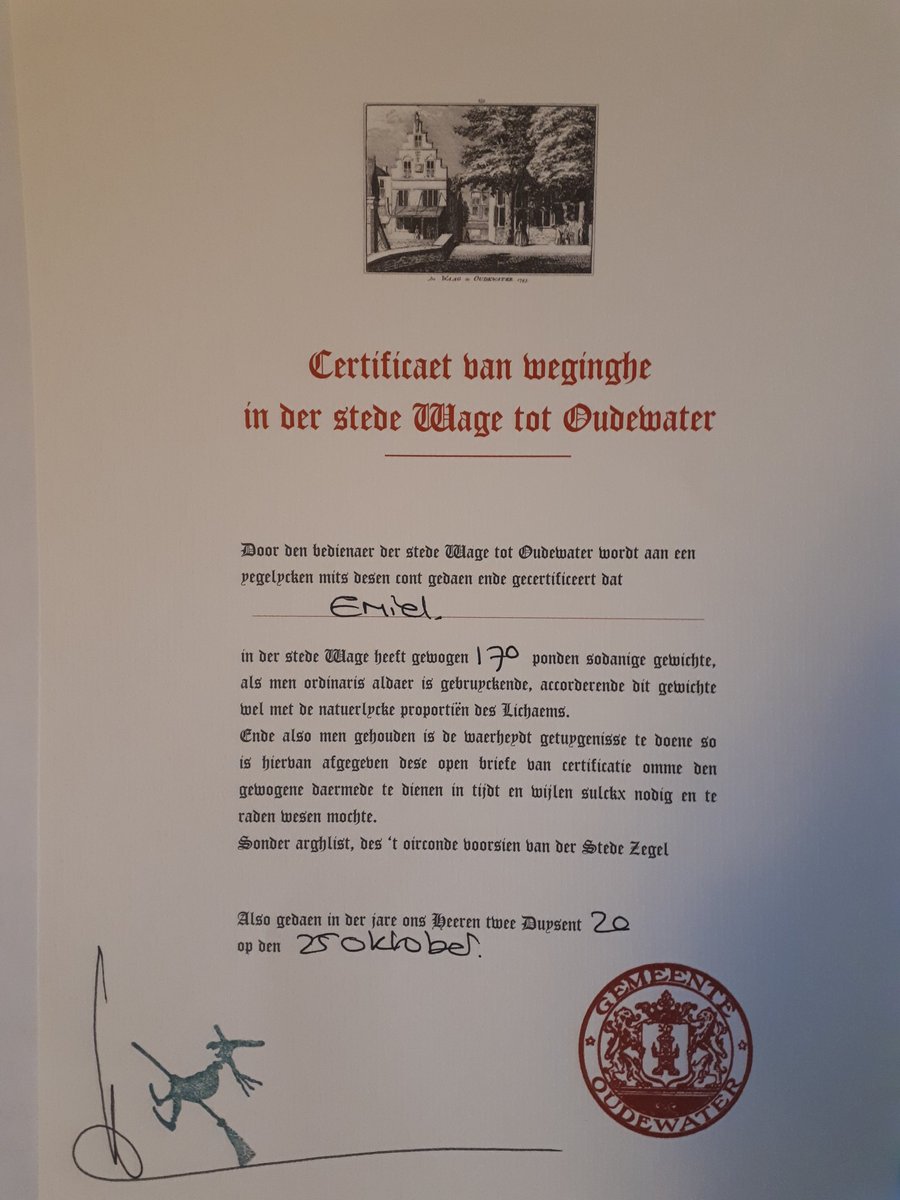 De WAAG te OUDEWATER 1745
Certificaet van weginghe
in der stede Wage tot Oudewater
Door den bedienaer der stede Wage tot Oudewater wordt aan een
yegelycken mits desen cont gedaen ende gecertificeert dat
Emiel.
in der stede Wage heeft gewogen 170 ponden sodanige gewichte,
als men ordinaris aldaer is gebruyckende, accorderende dit gewichte
wel met de natuerlycke proportiën des Lichaems.
Ende also men gehouden is de waerheydt getuygenisse te doene so
is hiervan afgegeven dese open briefe van certificatie omme den
gewogene daermede te dienen in tijdt en wijlen sulckx nodig en te
raden wesen mochte.
Sonder arghlist, des 't oirconde voorsien van der Stede Zegel
Also gedaen in der jare ons Heeren twee Duysent 20
op den 25 oktober.
GEMEENTE
OUDEWATER